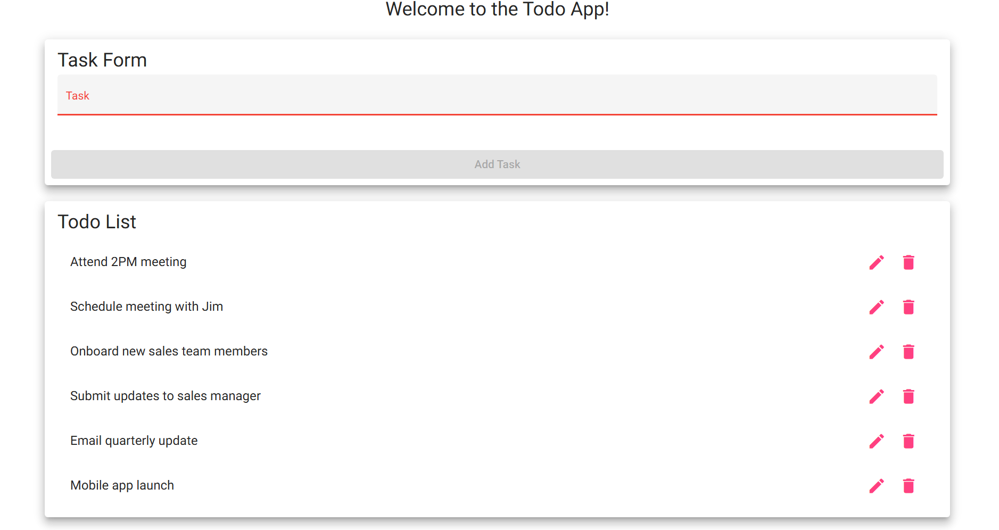 Welcome to the Todo App!
Task Form
Task
Add Task
Todo List
Attend 2PM meeting
Schedule meeting with Jim
Onboard new sales team members
Submit updates to sales manager
Email quarterly update
Mobile app launch